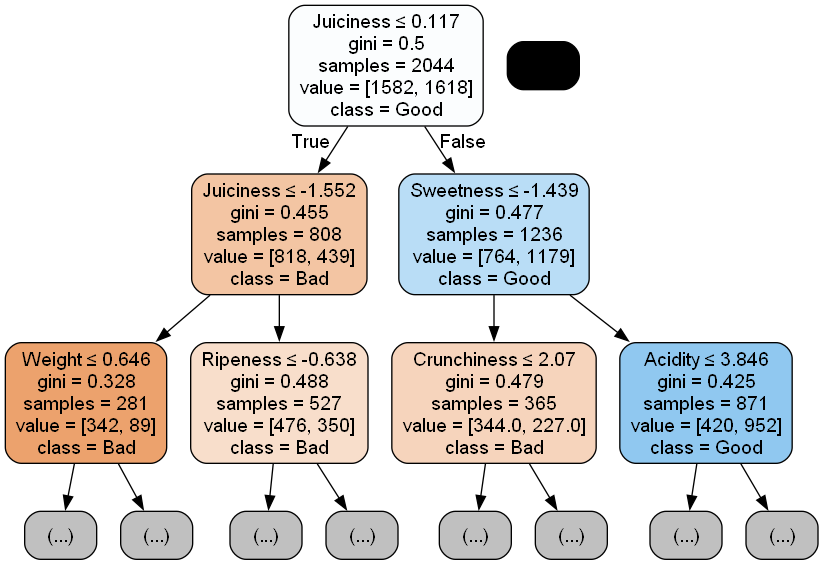 Juiciness ≤ 0.117
gini = 0.5
samples = 2044
value = [1582, 1618]
class = Good
True
False
Juiciness ≤ -1.552
gini = 0.455
samples = 808
value = [818, 439]
class = Bad
Sweetness ≤ -1.439
gini = 0.477
samples = 1236
value = [764, 1179]
class = Good
Weight ≤ 0.646
gini = 0.328
samples = 281
value = [342, 89]
class = Bad
Ripeness ≤ -0.638
gini = 0.488
samples = 527
value = [476, 350]
class = Bad
Crunchiness ≤ 2.07
gini = 0.479
samples = 365
value = [344.0, 227.0]
class = Bad
Acidity ≤ 3.846
gini = 0.425
samples = 871
value = [420, 952]
class = Good
(...)
(...)
(...)
(...)
(...)
(...)
(...)
(...)